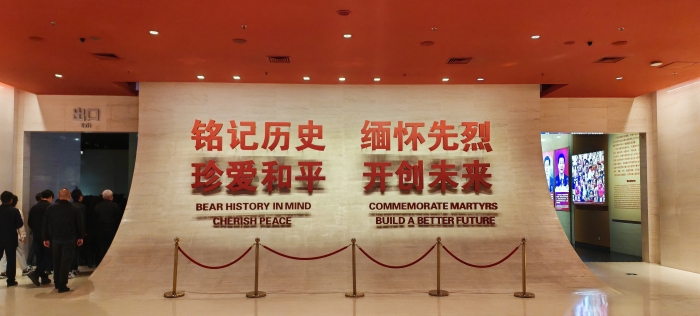 出口
铭记历史 缅怀先烈
珍爱和平 开创未来
BEAR HISTORY IN MIND
CHERISH PEACE
COMMEMORATE MARTYRS
BUILD A BETTER FUTURE